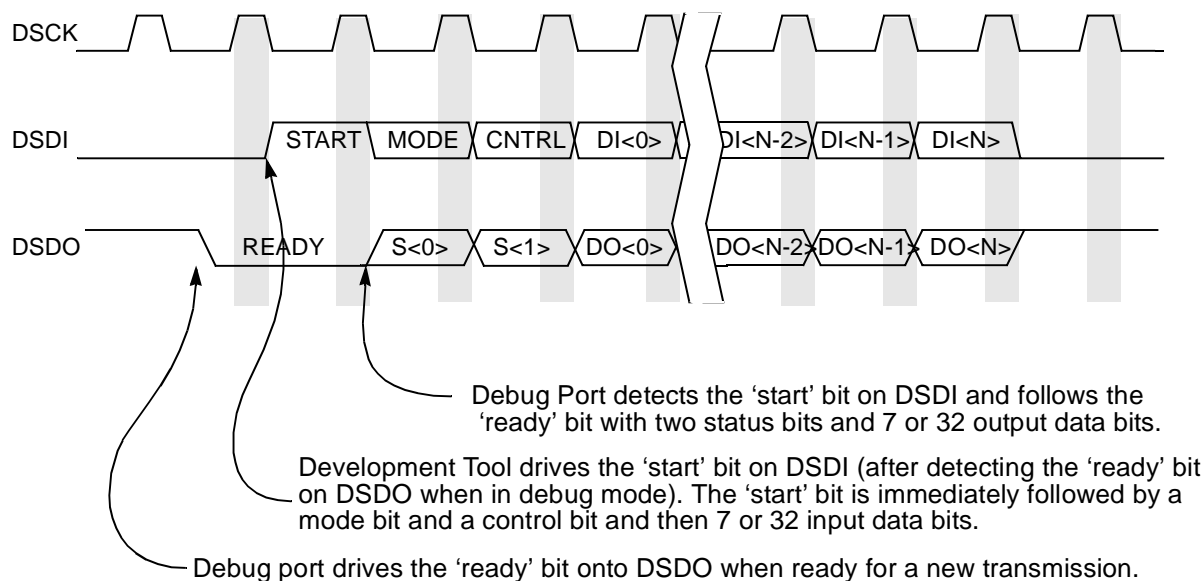 DSCK
DSDI START MODE CNTRL DI<0> DI<N-2> DI<N-1> DI<N>
DSDO READY S<0> S<1> DO<0> DO<N-2> DO<N-1> DO<N>
Debug Port detects the ‘start’ bit on DSDI and follows the
‘ready’ bit with two status bits and 7 or 32 output data bits.
Development Tool drives the ‘start’ bit on DSDI (after detecting the ‘ready’ bit
on DSDO when in debug mode). The ‘start’ bit is immediately followed by a
mode bit and a control bit and then 7 or 32 input data bits.
Debug port drives the ‘ready’ bit onto DSDO when ready for a new transmission.